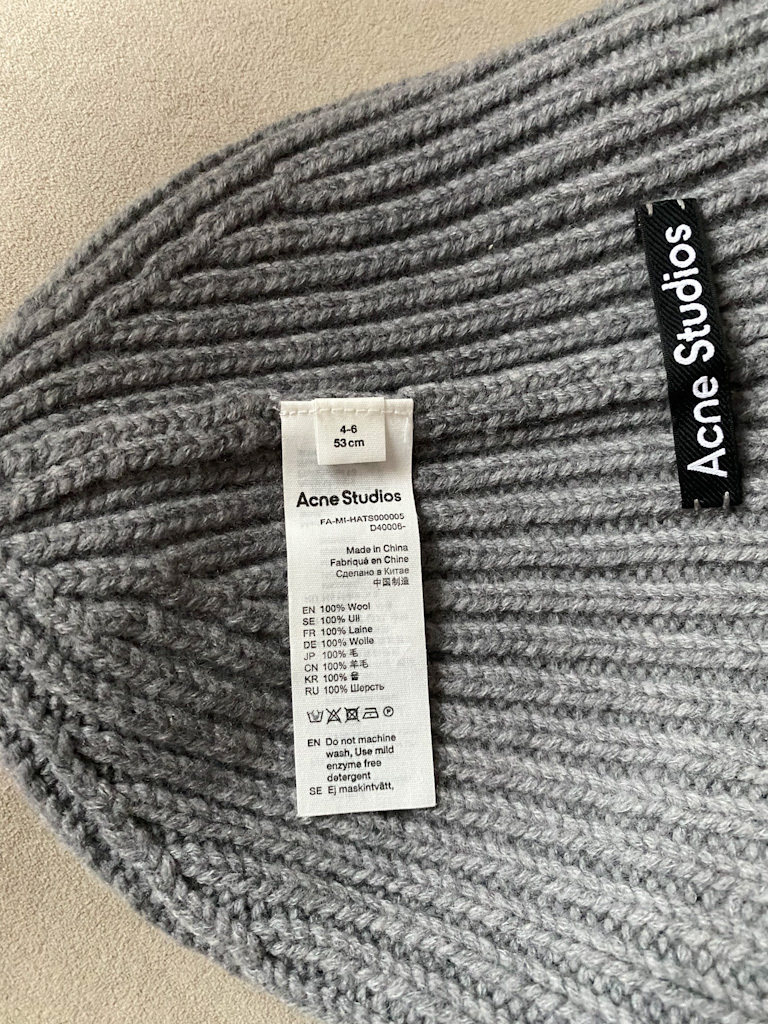 4-6
53cm
Acne Studios
FA-MI-HATS000005
D40006-
Made in China
Fabriqué en Chine
Сделано в Китае
中国制造
EN 100% Wool
SE 100% Ull
FR 100% Laine
DE 100% Wolle
JP 100% 毛
CN 100% 羊毛
KR 100% 울
RU 100% Шерсть
EN Do not machine
wash, Use mild
enzyme free
detergent
SE Ej maskintvätt,
Acne Studios